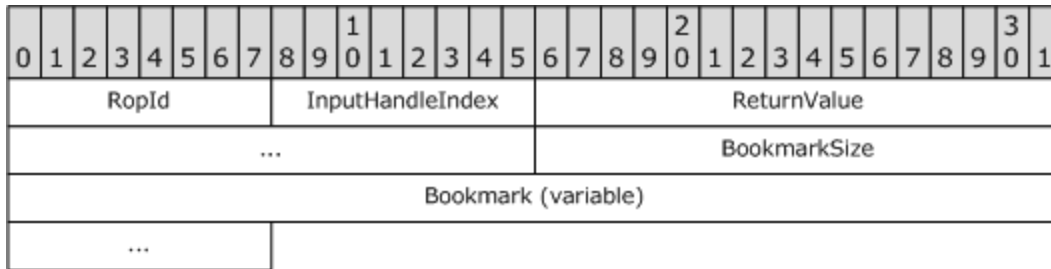 1 2 3
0 1 2 3 4 5 6 7 8 9 0 1 2 3 4 5 6 7 8 9 0 1 2 3 4 5 6 7 8 9 0 1
RopId InputHandleIndex ReturnValue
... BookmarkSize
Bookmark (variable)
...